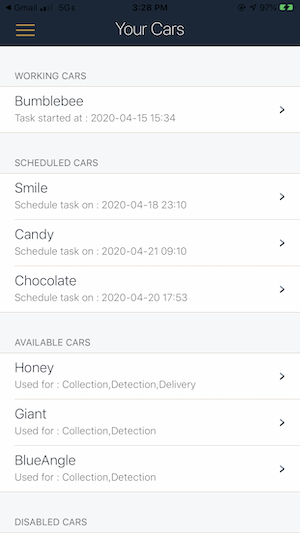 Gmail 5G 3:28 PM 97%
Your Cars
WORKING CARS
Bumblebee
Task started at : 2020-04-15 15:34
SCHEDULED CARS
Smile
Schedule task on : 2020-04-18 23:10
Candy
Schedule task on : 2020-04-21 09:10
Chocolate
Schedule task on : 2020-04-20 17:53
AVAILABLE CARS
Honey
Used for : Collection,Detection,Delivery
Giant
Used for : Collection,Detection
BlueAngle
Used for : Collection,Detection
DISABLED CARS